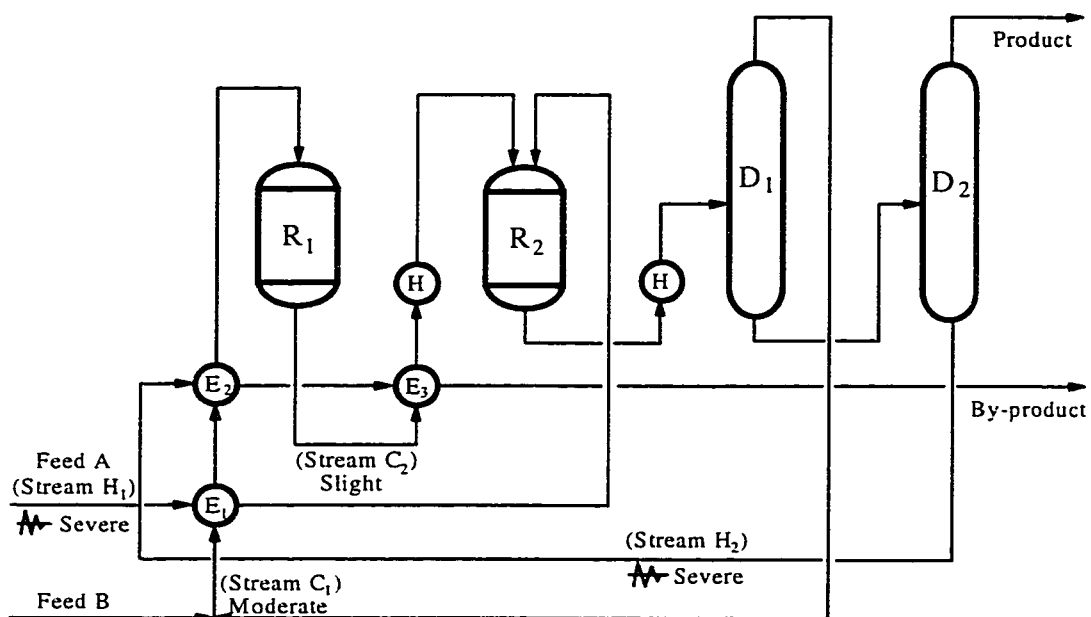 Product
D₁
D₂
R₁
R₂
H
H
E₂
E₃
By-product
(Stream C₂)
Slight
Feed A
(Stream H₁)
Severe
E₁
(Stream H₂)
Severe
(Stream C₁)
Moderate
Feed B